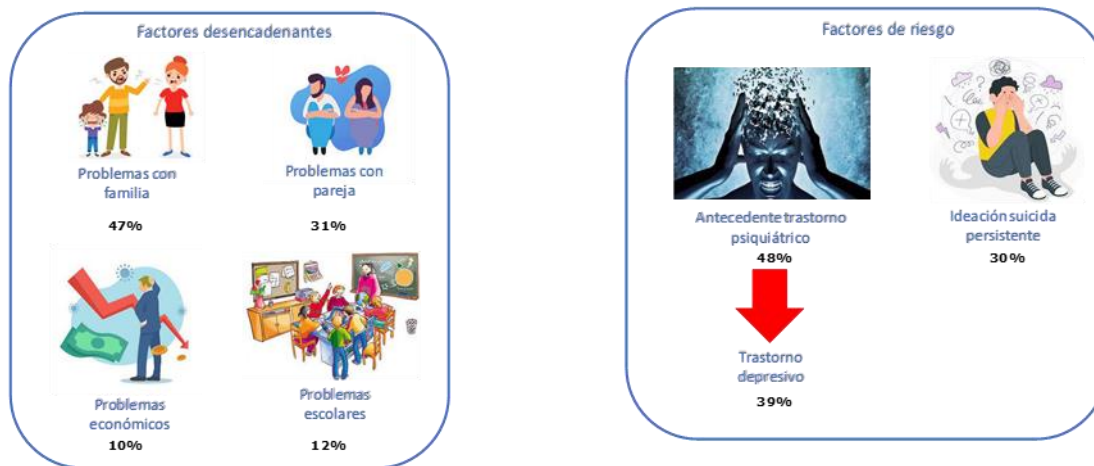 Factores desencadenantes
Problemas con
familia
47%
Problemas con
pareja
31%
Problemas
económicos
10%
Problemas
escolares
12%
Factores de riesgo
Antecedente trastorno
psiquiátrico
48%
Ideación suicida
persistente
30%
Trastorno
depresivo
39%